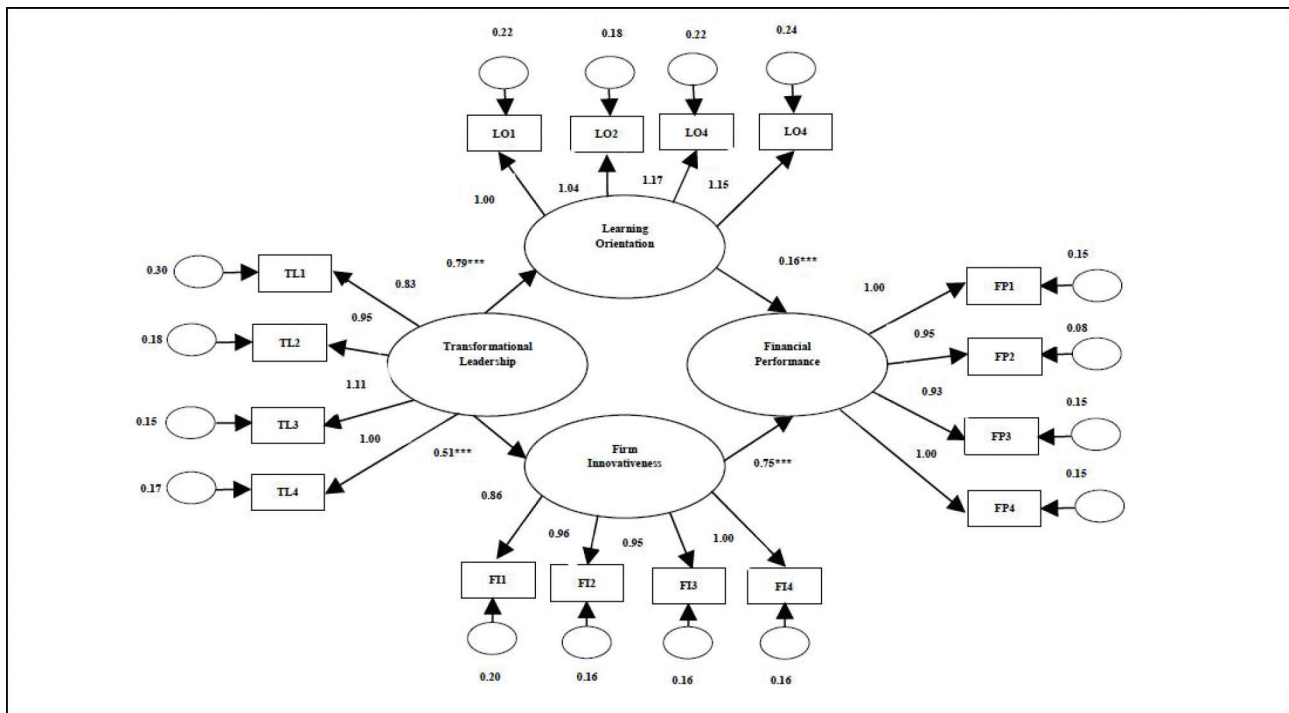 0.22
0.18
0.22
0.24
LO1
LO2
LO4
LO4
1.00
1.04
1.17
1.15
Learning
Orientation
0.30
TL1
0.83
0.79***
0.16***
1.00
FP1
0.15
0.18
TL2
0.95
Transformational
Leadership
Financial
Performance
0.95
FP2
0.08
0.15
TL3
1.11
0.93
FP3
0.15
0.17
TL4
1.00
0.51***
Firm
Innovativeness
0.75***
1.00
FP4
0.15
0.86
0.96
0.95
1.00
FI1
FI2
FI3
FI4
0.20
0.16
0.16
0.16